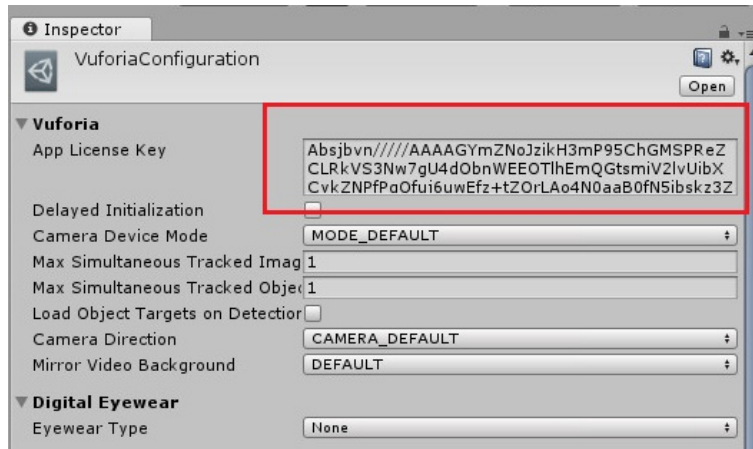 Inspector
VuforiaConfiguration
Open
Vuforia
App License Key
Absjbvn/////AAAAGYmZNoJzikH3mP95ChGMSPReZ
CLRkVS3Nw7gU4dObnWEEOTlhEmQGtsmiV2lvUibX
CvkZNPfPqOfui6uwEfz+tZOrLAo4N0aaB0fN5ibskz3Z
Delayed Initialization
Camera Device Mode MODE_DEFAULT
Max Simultaneous Tracked Imag 1
Max Simultaneous Tracked Objec 1
Load Object Targets on Detection
Camera Direction CAMERA_DEFAULT
Mirror Video Background DEFAULT
Digital Eyewear
Eyewear Type None